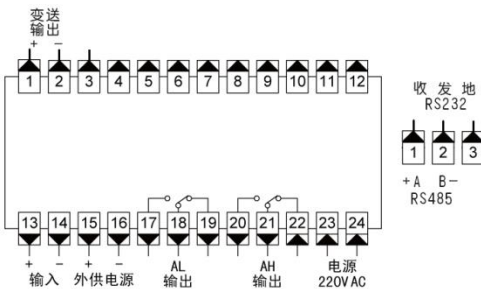 变送
输出
+ −
1 2 3 4 5 6 7 8 9 10 11 12
收 发 地
RS232
1 2 3
+A B−
RS485
13 14 15 16 17 18 19 20 21 22 23 24
+ − + −
输入 外供电源 AL 输出 AH 输出 电源 220VAC